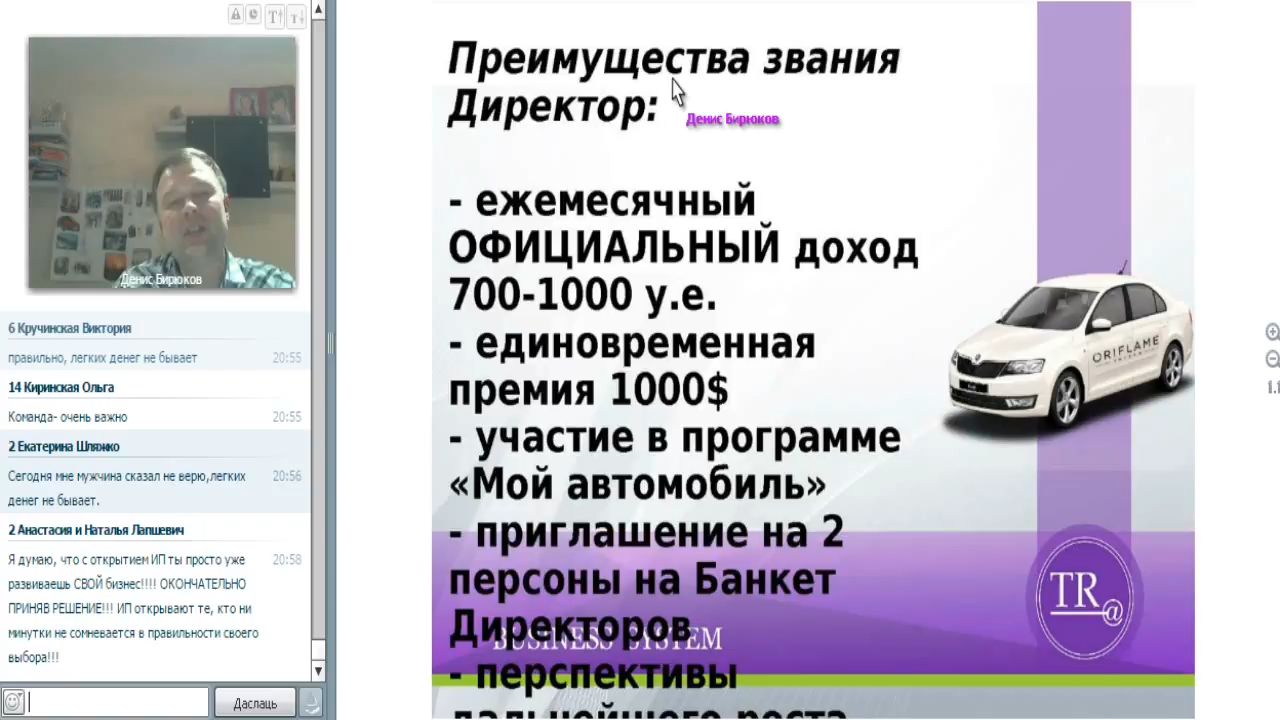 Денис Бирюков
6 Кручинская Виктория
правильно, легких денег не бывает 20:55
14 Киринская Ольга
Команда- очень важно 20:55
2 Екатерина Шляжко
Сегодня мне мужчина сказал не верю,легких 20:56
денег не бывает.
2 Анастасия и Наталья Лапшевич
Я думаю, что с открытием ИП ты просто уже 20:58
развиваешь СВОЙ бизнес!!!! ОКОНЧАТЕЛЬНО
ПРИНЯВ РЕШЕНИЕ!!! ИП открывают те, кто ни
минутки не сомневается в правильности своего
выбора!!!
Даслаць
Преимущества звания
Директор:
Денис Бирюков
- ежемесячный
ОФИЦИАЛЬНЫЙ доход
700-1000 у.е.
- единовременная
премия 1000$
- участие в программе
«Мой автомобиль»
- приглашение на 2
персоны на Банкет
Директоров
BUSINESS SYSTEM
- перспективы
дальнейшего роста
ORIFLAME
TR@